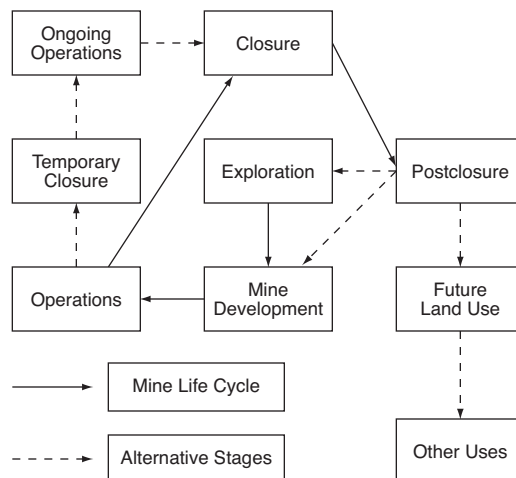 Ongoing
Operations
Closure
Temporary
Closure
Exploration
Postclosure
Operations
Mine
Development
Future
Land Use
Mine Life Cycle
Alternative Stages
Other Uses